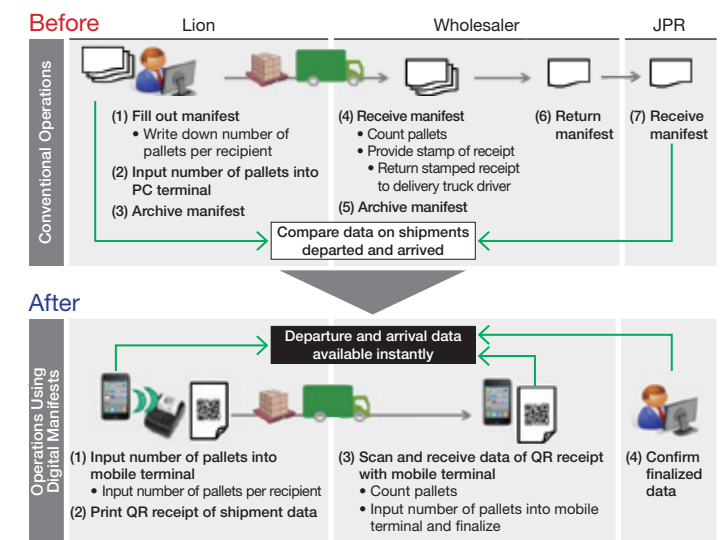 Before
Lion
Wholesaler
JPR
Conventional Operations
(1) Fill out manifest
• Write down number of
pallets per recipient
(2) Input number of pallets into
PC terminal
(3) Archive manifest
(4) Receive manifest
• Count pallets
• Provide stamp of receipt
• Return stamped receipt
to delivery truck driver
(5) Archive manifest
(6) Return
manifest
(7) Receive
manifest
Compare data on shipments
departed and arrived
After
Operations Using
Digital Manifests
Departure and arrival data
available instantly
(1) Input number of pallets into
mobile terminal
• Input number of pallets per recipient
(2) Print QR receipt of shipment data
(3) Scan and receive data of QR receipt
with mobile terminal
• Count pallets
• Input number of pallets into mobile
terminal and finalize
(4) Confirm
finalized
data